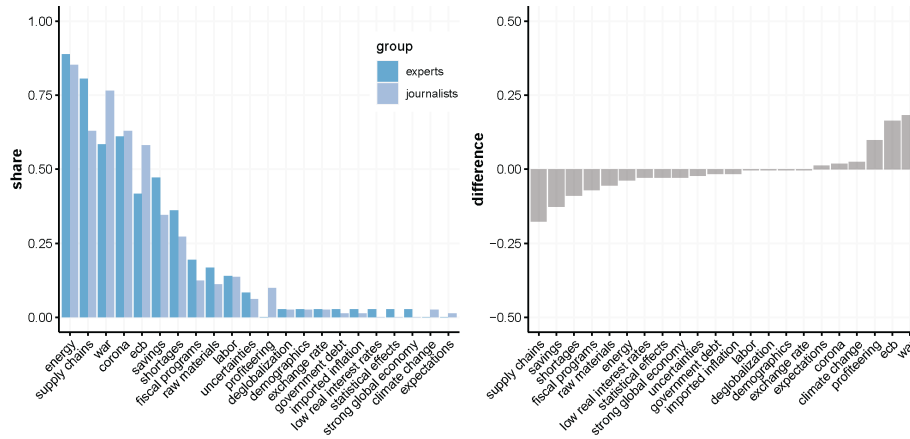 1.00
0.75
0.50
0.25
0.00
share
group
experts
journalists
energy
supply chains
war
corona
ecb
savings
shortages
fiscal programs
raw materials
labor
uncertainties
profiteering
deglobalization
demographics
exchange rate
government debt
imported inflation
low real interest rates
statistical effects
strong global economy
climate change
expectations
0.50
0.25
0.00
−0.25
−0.50
difference
supply chains
savings
shortages
fiscal programs
raw materials
energy
low real interest rates
statistical effects
strong global economy
uncertainties
government debt
imported inflation
labor
deglobalization
demographics
exchange rate
expectations
corona
climate change
profiteering
ecb
wa